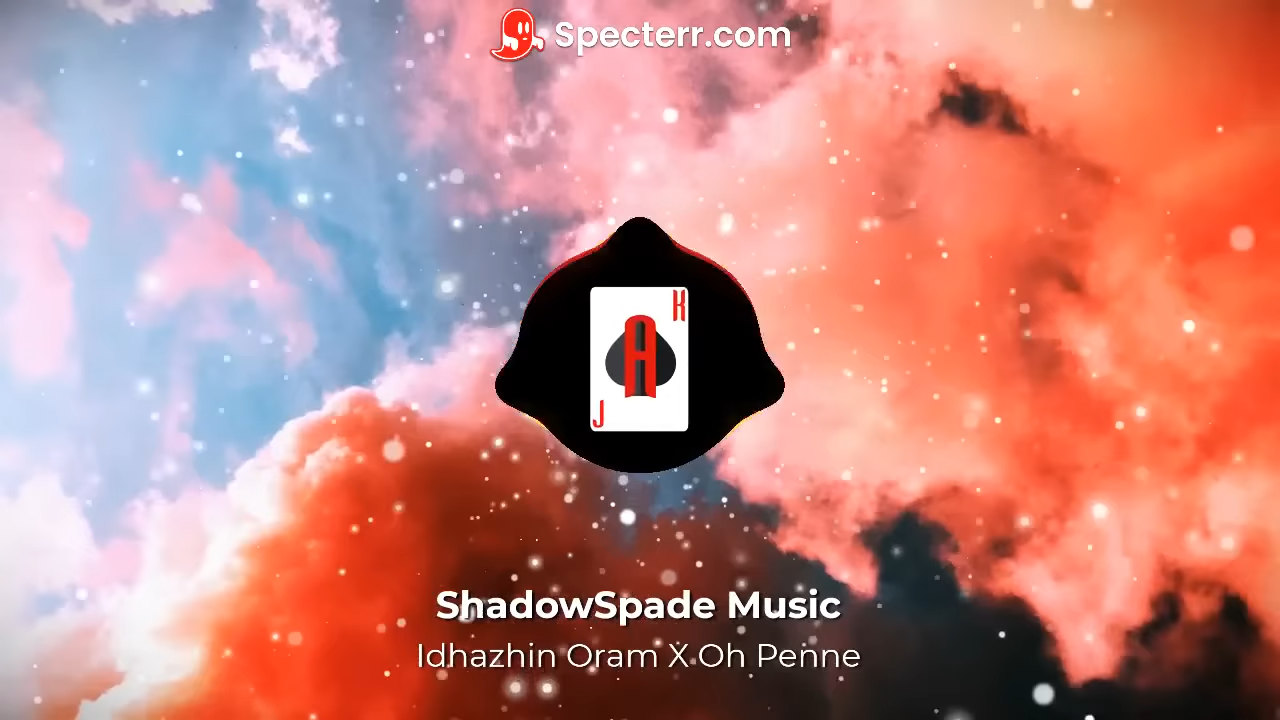 Specterr.com
K
A
J
ShadowSpade Music
Idhazhin Oram X Oh Penne